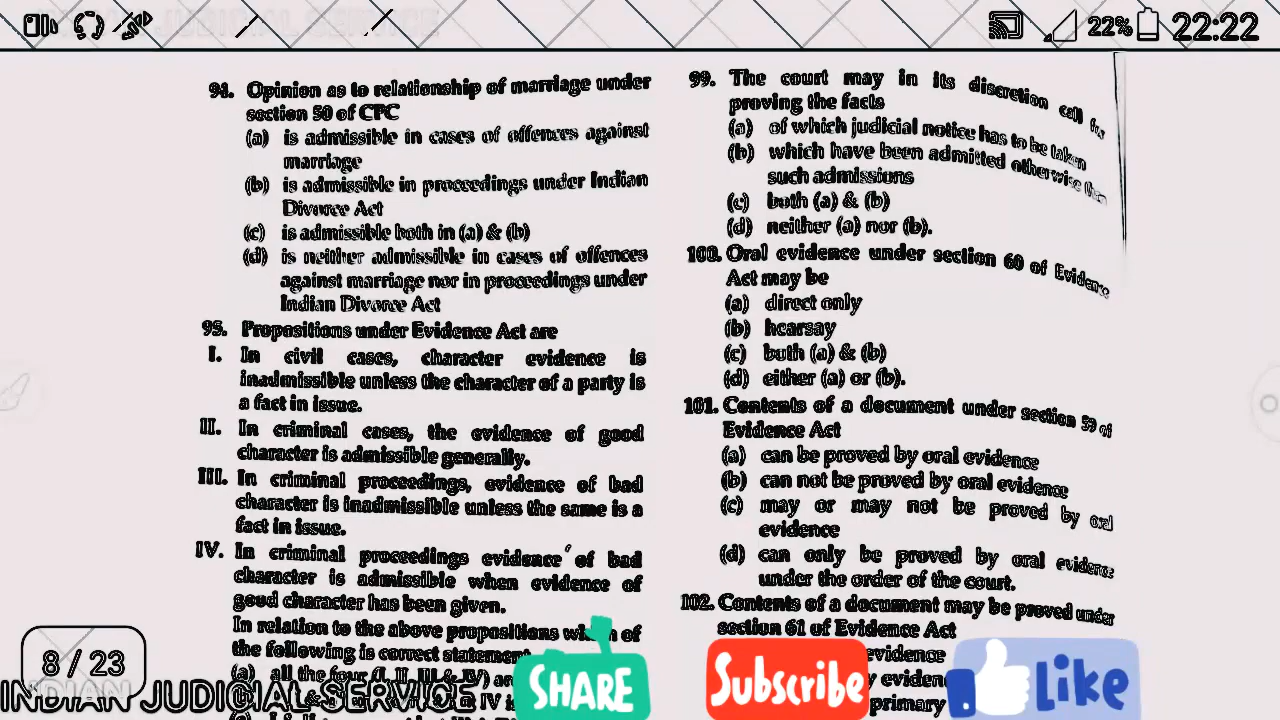 22% 22:22
94. Opinion as to relationship of marriage under
section 50 of CPC
(a) is admissible in cases of offences against
marriage
(b) is admissible in proceedings under Indian
Divorce Act
(c) is admissible both in (a) & (b)
(d) is neither admissible in cases of offences
against marriage nor in proceedings under
Indian Divorce Act
95. Propositions under Evidence Act are
I. In civil cases, character evidence is
inadmissible unless the character of a party is
a fact in issue.
II. In criminal cases, the evidence of good
character is admissible generally.
III. In criminal proceedings, evidence of bad
character is inadmissible unless the same is a
fact in issue.
IV. In criminal proceedings evidence of bad
character is admissible when evidence of
good character has been given.
In relation to the above propositions of
the following is correct statement
(a) all the four (I, II, III & IV)
99. The court may in its discretion call for
proving the facts
(a) of which judicial notice has to be taken
(b) which have been admitted otherwise than
such admissions
(c) both (a) & (b)
(d) neither (a) nor (b).
100. Oral evidence under section 60 of Evidence
Act may be
(a) direct only
(b) hearsay
(c) both (a) & (b)
(d) either (a) or (b).
101. Contents of a document under section 59 of
Evidence Act
(a) can be proved by oral evidence
(b) can not be proved by oral evidence
(c) may or may not be proved by oral
evidence
(d) can only be proved by oral evidence
under the order of the court.
102. Contents of a document may be proved under
section 61 of Evidence Act
evidence
primary
8 / 23
INDIAN JUDICIAL SERVICE
SHARE
Subscribe
Like